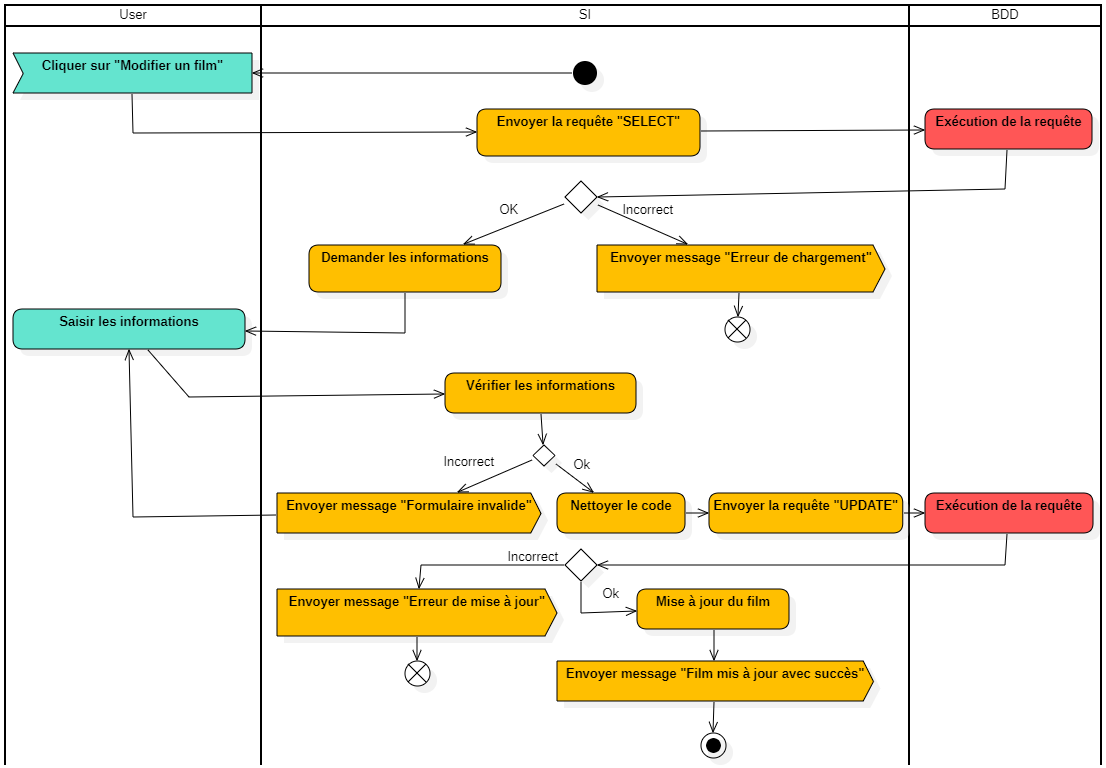 User
SI
BDD
Cliquer sur "Modifier un film"
Envoyer la requête "SELECT"
Exécution de la requête
OK
Incorrect
Demander les informations
Envoyer message "Erreur de chargement"
Saisir les informations
Vérifier les informations
Incorrect
Ok
Envoyer message "Formulaire invalide"
Nettoyer le code
Envoyer la requête "UPDATE"
Exécution de la requête
Incorrect
Ok
Envoyer message "Erreur de mise à jour"
Mise à jour du film
Envoyer message "Film mis à jour avec succès"